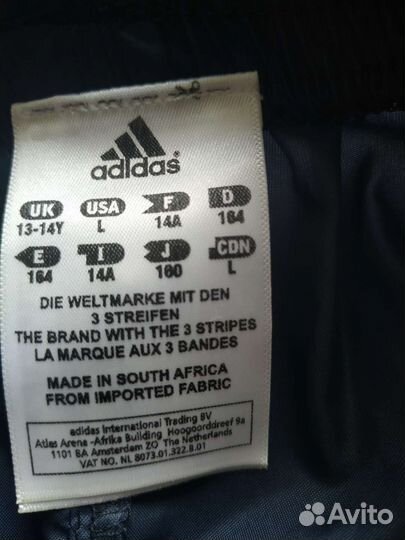 adidas
UK USA F D
13-14Y L 14A 164
E I J CDN
164 14A 160 L
DIE WELTMARKE MIT DEN
3 STREIFEN
THE BRAND WITH THE 3 STRIPES
LA MARQUE AUX 3 BANDES
MADE IN SOUTH AFRICA
FROM IMPORTED FABRIC
adidas International Trading BV
Atlas Arena -Afrika Building Hoogoorddreef 9a
1101 BA Amsterdam ZO The Netherlands
VAT NO. NL 8073.01.322.B.01
Avito